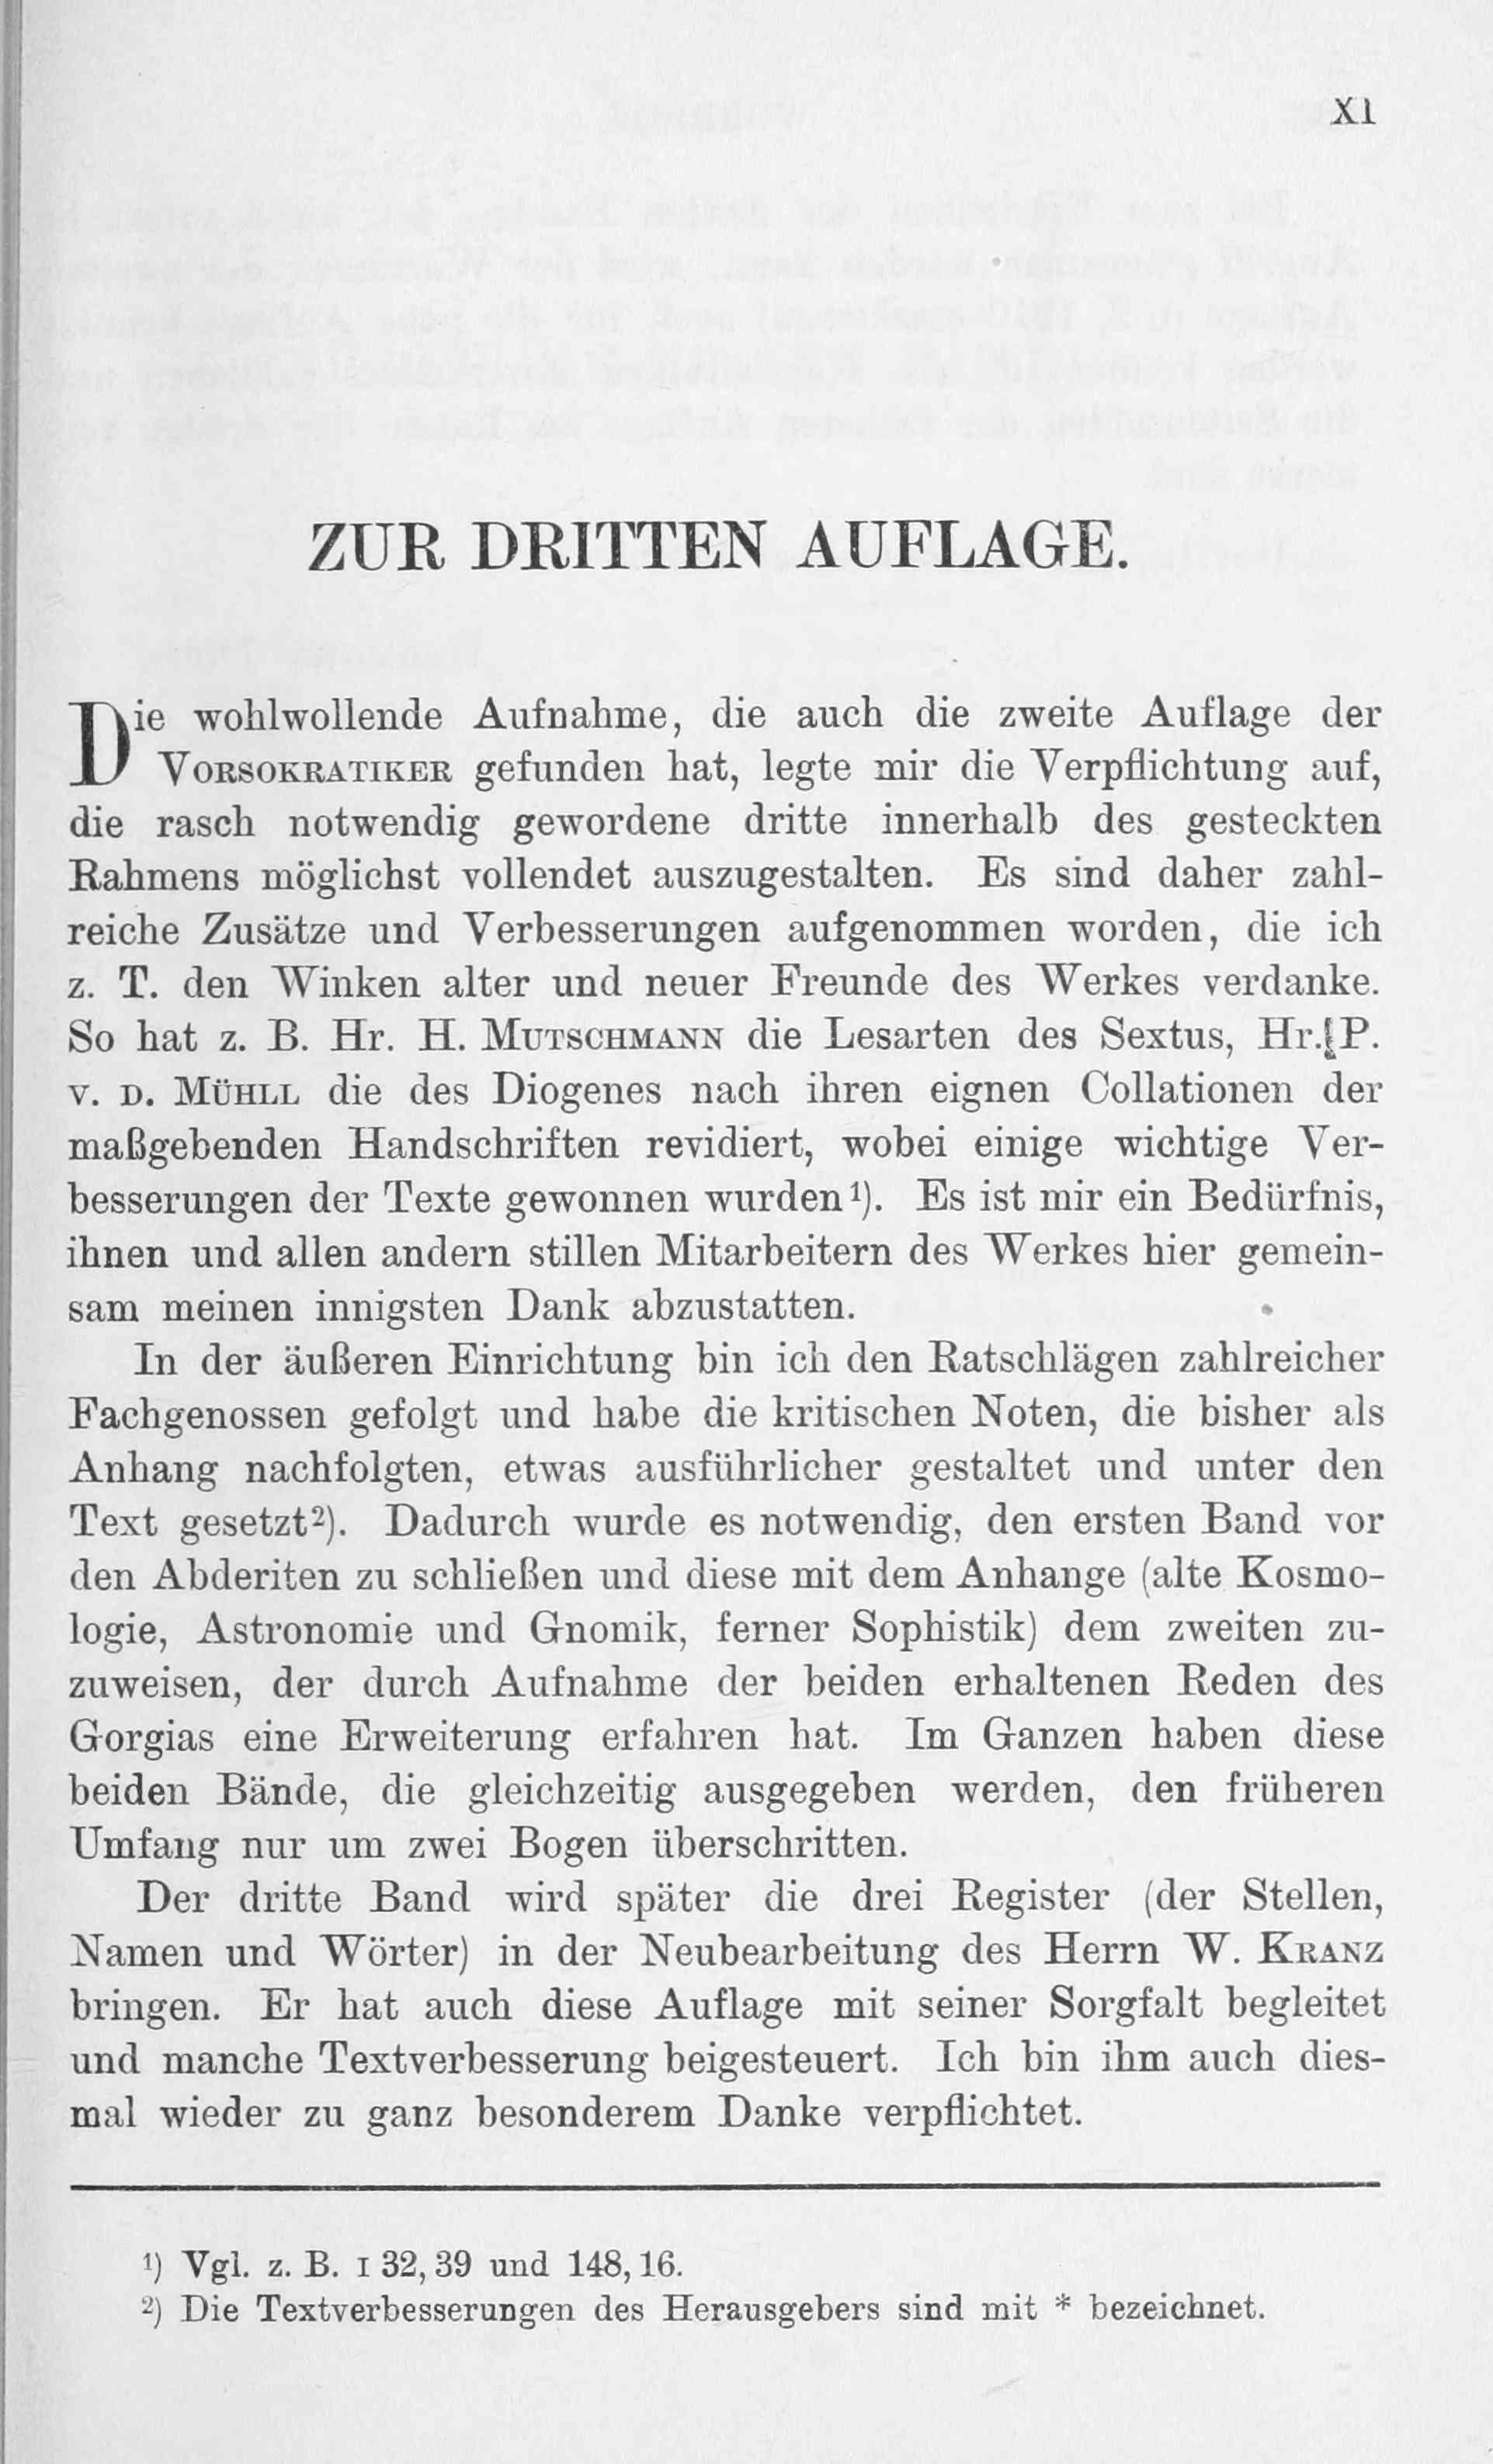 XI
ZUR DRITTEN AUFLAGE.
Die wohlwollende Aufnahme, die auch die zweite Auflage der
VORSOKRATIKER gefunden hat, legte mir die Verpflichtung auf,
die rasch notwendig gewordene dritte innerhalb des gesteckten
Rahmens möglichst vollendet auszugestalten. Es sind daher zahl-
reiche Zusätze und Verbesserungen aufgenommen worden, die ich
z. T. den Winken alter und neuer Freunde des Werkes verdanke.
So hat z. B. Hr. H. MUTSCHMANN die Lesarten des Sextus, Hr. P.
V. D. MÜHLL die des Diogenes nach ihren eignen Collationen der
maßgebenden Handschriften revidiert, wobei einige wichtige Ver-
besserungen der Texte gewonnen wurden¹). Es ist mir ein Bedürfnis,
ihnen und allen andern stillen Mitarbeitern des Werkes hier gemein-
sam meinen innigsten Dank abzustatten.
In der äußeren Einrichtung bin ich den Ratschlägen zahlreicher
Fachgenossen gefolgt und habe die kritischen Noten, die bisher als
Anhang nachfolgten, etwas ausführlicher gestaltet und unter den
Text gesetzt²). Dadurch wurde es notwendig, den ersten Band vor
den Abderiten zu schließen und diese mit dem Anhange (alte Kosmo-
logie, Astronomie und Gnomik, ferner Sophistik) dem zweiten zu-
zuweisen, der durch Aufnahme der beiden erhaltenen Reden des
Gorgias eine Erweiterung erfahren hat. Im Ganzen haben diese
beiden Bände, die gleichzeitig ausgegeben werden, den früheren
Umfang nur um zwei Bogen überschritten.
Der dritte Band wird später die drei Register (der Stellen,
Namen und Wörter) in der Neubearbeitung des Herrn W. KRANZ
bringen. Er hat auch diese Auflage mit seiner Sorgfalt begleitet
und manche Textverbesserung beigesteuert. Ich bin ihm auch dies-
mal wieder zu ganz besonderem Danke verpflichtet.
¹) Vgl. z. B. I 32, 39 und 148, 16.
²) Die Textverbesserungen des Herausgebers sind mit * bezeichnet.